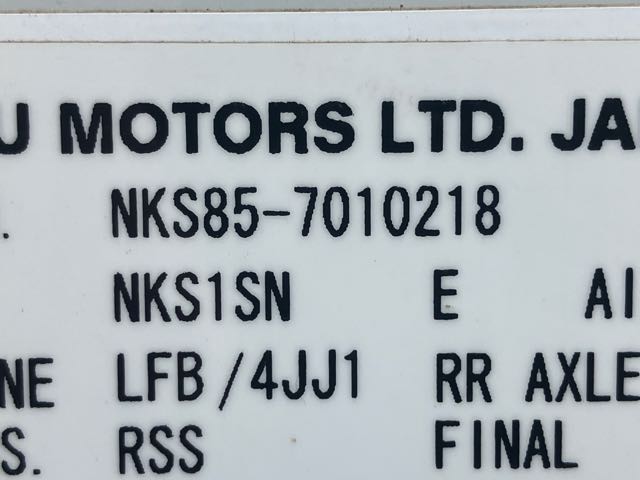 U MOTORS LTD. JA
. NKS85-7010218
NKS1SN E AI
NE LFB/4JJ1 RR AXLE
S. RSS FINAL